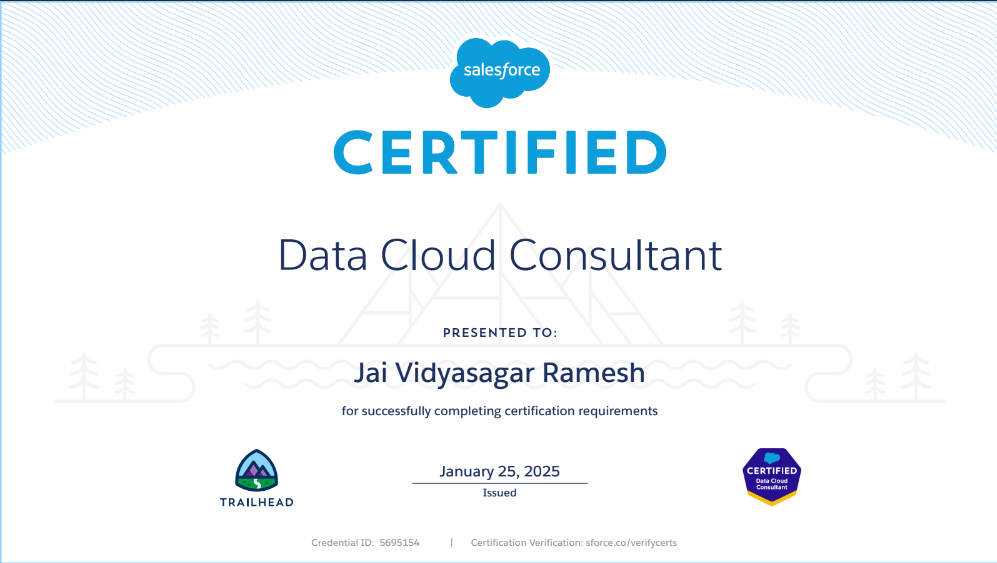 salesforce
CERTIFIED
Data Cloud Consultant
PRESENTED TO:
Jai Vidyasagar Ramesh
for successfully completing certification requirements
TRAILHEAD
January 25, 2025
Issued
CERTIFIED
Data Cloud
Consultant
Credential ID: 5695154 | Certification Verification: sforce.co/verifycerts